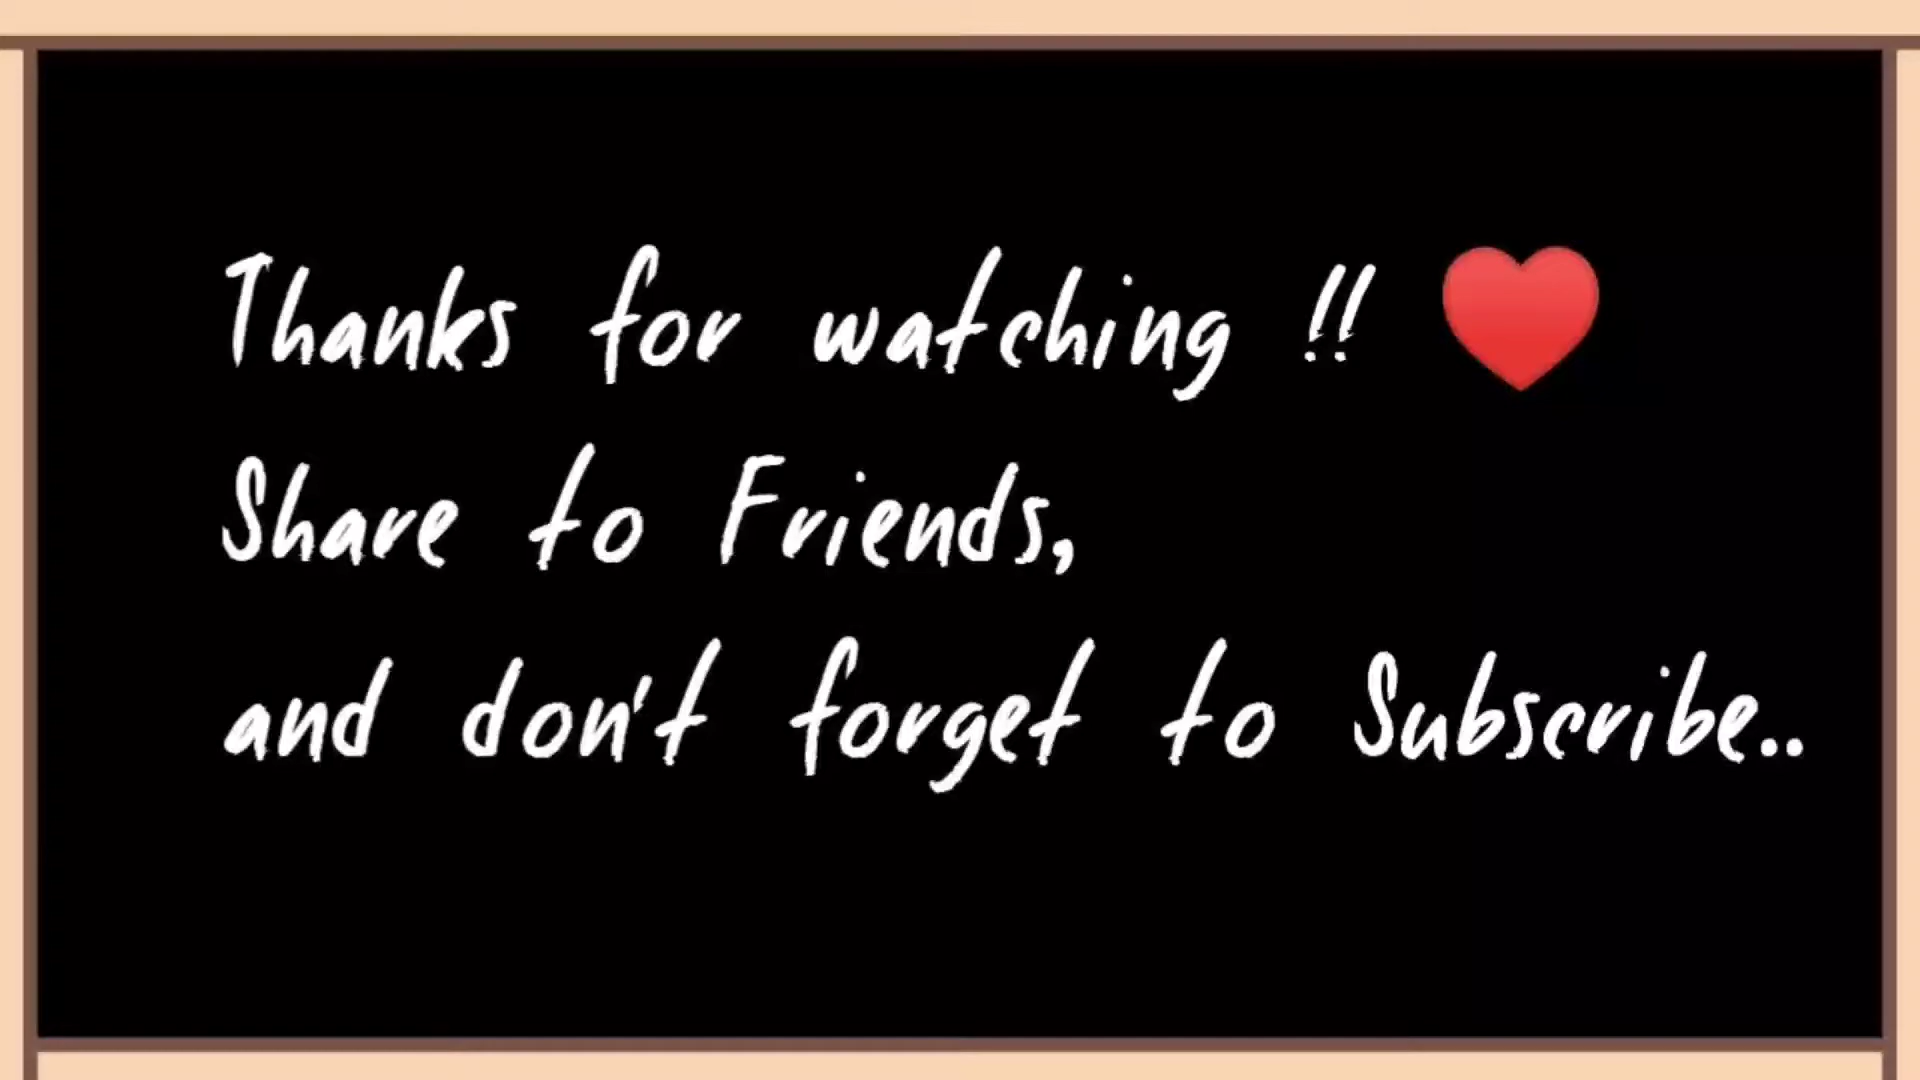 Thanks for watching !! ♥
Share to Friends,
and don't forget to Subscribe..